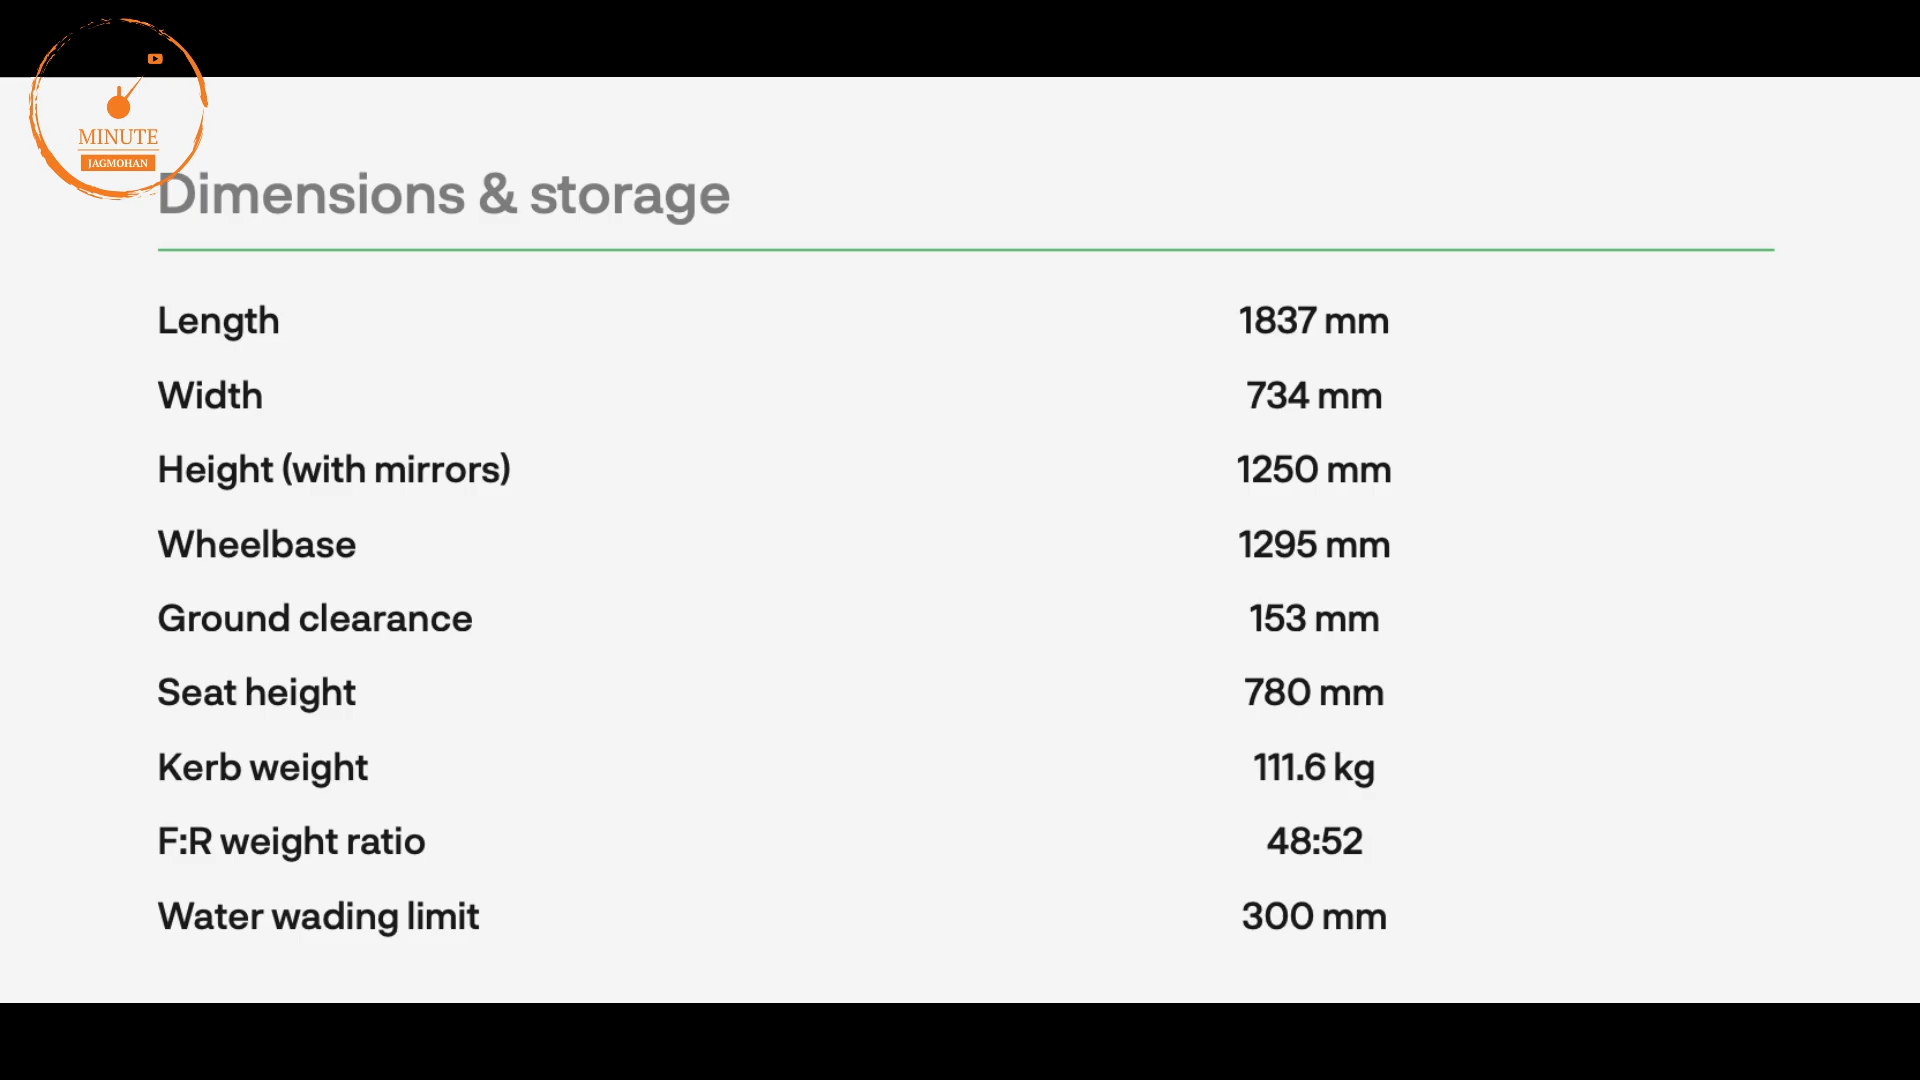 MINUTE
JAGMOHAN
Dimensions & storage
Length 1837 mm
Width 734 mm
Height (with mirrors) 1250 mm
Wheelbase 1295 mm
Ground clearance 153 mm
Seat height 780 mm
Kerb weight 111.6 kg
F:R weight ratio 48:52
Water wading limit 300 mm